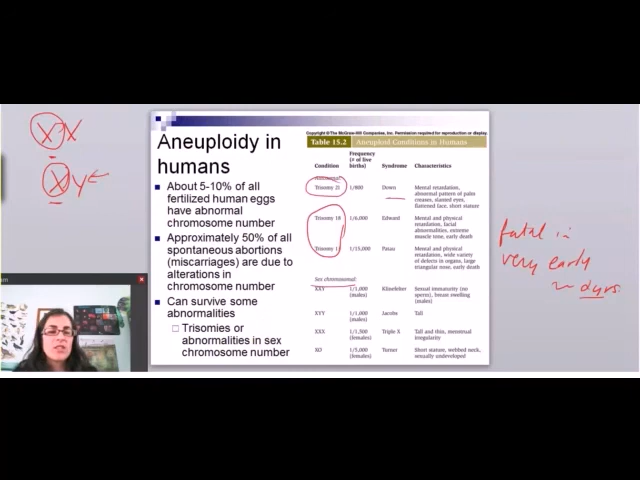 XX
XY
Aneuploidy in
humans
About 5-10% of all
fertilized human eggs
have abnormal
chromosome number
Approximately 50% of all
spontaneous abortions
(miscarriages) are due to
alterations in
chromosome number
Can survive some
abnormalities
Trisomies or
abnormalities in sex
chromosome number
Copyright © The McGraw-Hill Companies, Inc. Permission required for reproduction or display.
Table 15.2 Aneuploid Conditions in Humans
Condition Frequency (# of live births) Syndrome Characteristics
Autosomal
Trisomy 21 1/800 Down Mental retardation,
abnormal pattern of palm
creases, slanted eyes,
flattened face, short stature
Trisomy 18 1/6,000 Edward Mental and physical
retardation, facial
abnormalities, extreme
muscle tone, early death
Trisomy 13 1/15,000 Patau Mental and physical
retardation, wide variety
of defects in organs, large
triangular nose, early death
Sex chromosomal
XXY 1/1,000 (males) Klinefelter Sexual immaturity (no
sperm), breast swelling (males)
XYY 1/1,000 (males) Jacobs Tall
XXX 1/1,500 (females) Triple X Tall and thin, menstrual
irregularity
XO 1/5,000 (females) Turner Short stature, webbed neck,
sexually undeveloped
fatal in
very early
~ days